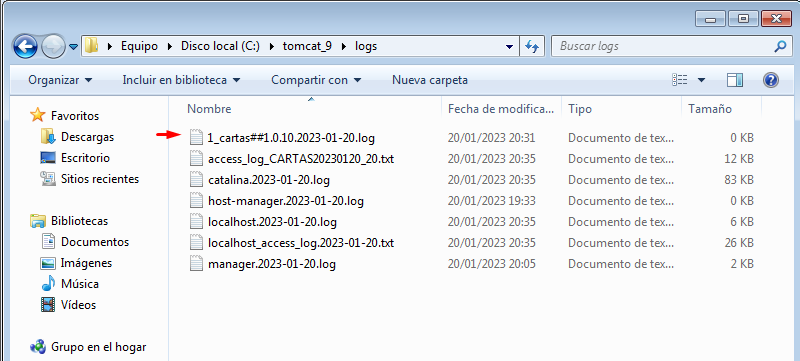 Equipo Disco local (C:) tomcat_9 logs Buscar logs
Organizar Incluir en biblioteca Compartir con Nueva carpeta
Favoritos
Descargas
Escritorio
Sitios recientes
Bibliotecas
Documentos
Imágenes
Música
Vídeos
Grupo en el hogar
Nombre Fecha de modifica... Tipo Tamaño
1_cartas##1.0.10.2023-01-20.log 20/01/2023 20:31 Documento de tex... 0 KB
access_log_CARTAS20230120_20.txt 20/01/2023 20:35 Documento de tex... 12 KB
catalina.2023-01-20.log 20/01/2023 20:35 Documento de tex... 83 KB
host-manager.2023-01-20.log 20/01/2023 19:33 Documento de tex... 0 KB
localhost.2023-01-20.log 20/01/2023 20:35 Documento de tex... 6 KB
localhost_access_log.2023-01-20.txt 20/01/2023 20:35 Documento de tex... 26 KB
manager.2023-01-20.log 20/01/2023 20:05 Documento de tex... 2 KB